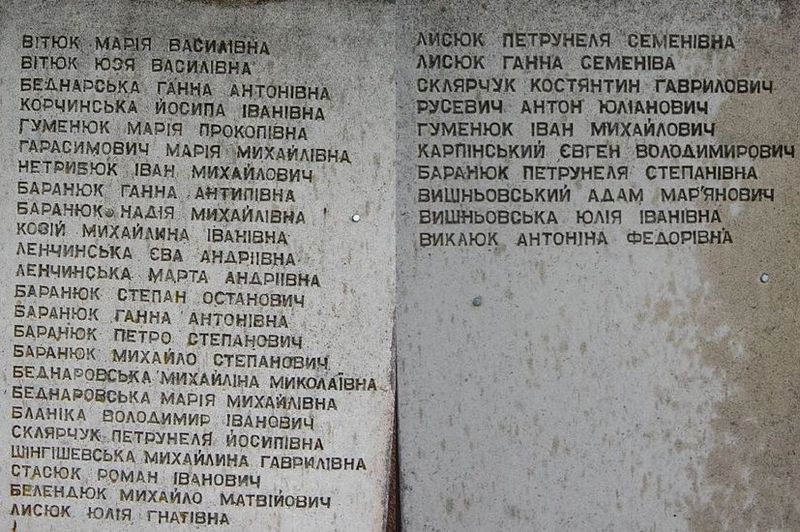 ВІТЮК МАРІЯ ВАСИЛІВНА
ВІТЮК ЮЗЯ ВАСИЛІВНА
БЕДНАРСЬКА ГАННА АНТОНІВНА
КОРЧИНСЬКА ЙОСИПА ІВАНІВНА
ГУМЕНЮК МАРІЯ ПРОКОПІВНА
ГАРАСИМОВИЧ МАРІЯ МИХАЙЛІВНА
НЕТРИБЮК ІВАН МИХАЙЛОВИЧ
БАРАНЮК ГАННА АНТИПІВНА
БАРАНЮК НАДІЯ МИХАЙЛІВНА
КОЗІЙ МИХАЙЛИНА ІВАНІВНА
ЛЕНЧИНСЬКА ЄВА АНДРІІВНА
ЛЕНЧИНСЬКА МАРТА АНДРІІВНА
БАРАНЮК СТЕПАН ОСТАНОВИЧ
БАРАНЮК ГАННА АНТОНІВНА
БАРАНЮК ПЕТРО СТЕПАНОВИЧ
БАРАНЮК МИХАЙЛО СТЕПАНОВИЧ
БЕДНАРОВСЬКА МИХАЙЛІНА МИКОЛАЇВНА
БЕДНАРОВСЬКА МАРІЯ МИХАЙЛІВНА
БЛАНІКА ВОЛОДИМИР ІВАНОВИЧ
СКЛЯРЧУК ПЕТРУНЕЛЯ ЙОСИПІВНА
ШІНГІШЕВСЬКА МИХАЙЛИНА ГАВРИЛІВНА
СТАСЮК РОМАН ІВАНОВИЧ
БЕЛЕНДЮК МИХАЙЛО МАТВІЙОВИЧ
ЛИСЮК ЮЛІЯ ГНАТІВНА
ЛИСЮК ПЕТРУНЕЛЯ СЕМЕНІВНА
ЛИСЮК ГАННА СЕМЕНІВА
СКЛЯРЧУК КОСТЯНТИН ГАВРИЛОВИЧ
РУСЕВИЧ АНТОН ЮЛІАНОВИЧ
ГУМЕНЮК ІВАН МИХАЙЛОВИЧ
КАРПІНСЬКИЙ ЄВГЕН ВОЛОДИМИРОВИЧ
БАРАНЮК ПЕТРУНЕЛЯ СТЕПАНІВНА
ВИШНЬОВСЬКИЙ АДАМ МАР'ЯНОВИЧ
ВИШНЬОВСЬКА ЮЛІЯ ІВАНІВНА
ВИКЛЮК АНТОНІНА ФЕДОРІВНА